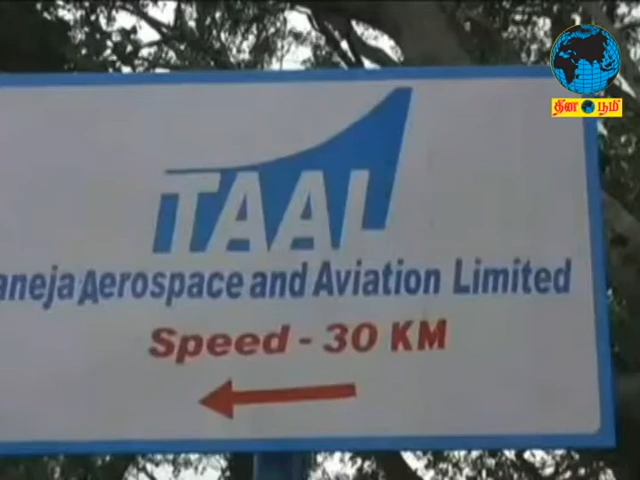 தின பூமி
TAAL
aneja Aerospace and Aviation Limited
Speed - 30 KM